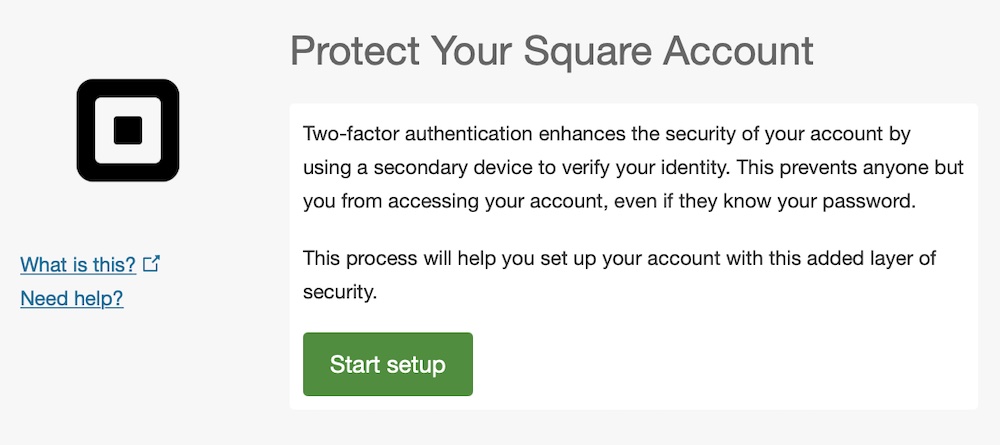 Protect Your Square Account
Two-factor authentication enhances the security of your account by
using a secondary device to verify your identity. This prevents anyone but
you from accessing your account, even if they know your password.
This process will help you set up your account with this added layer of
security.
Start setup
What is this?
Need help?